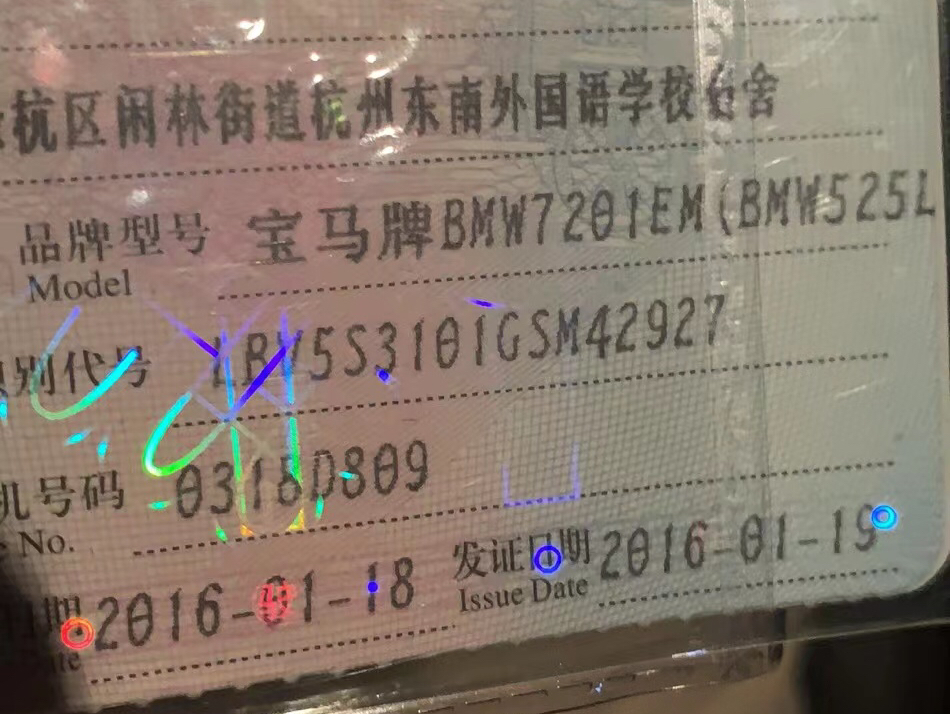 杭区闲林街道杭州东南外国语学校宿舍
品牌型号 宝马牌BMW7201EM(BMW525L
Model
别代号 LBV5S3101GSM42927
机号码 03180809
No.
2016-01-18 发证日期 2016-01-19
Issue Date